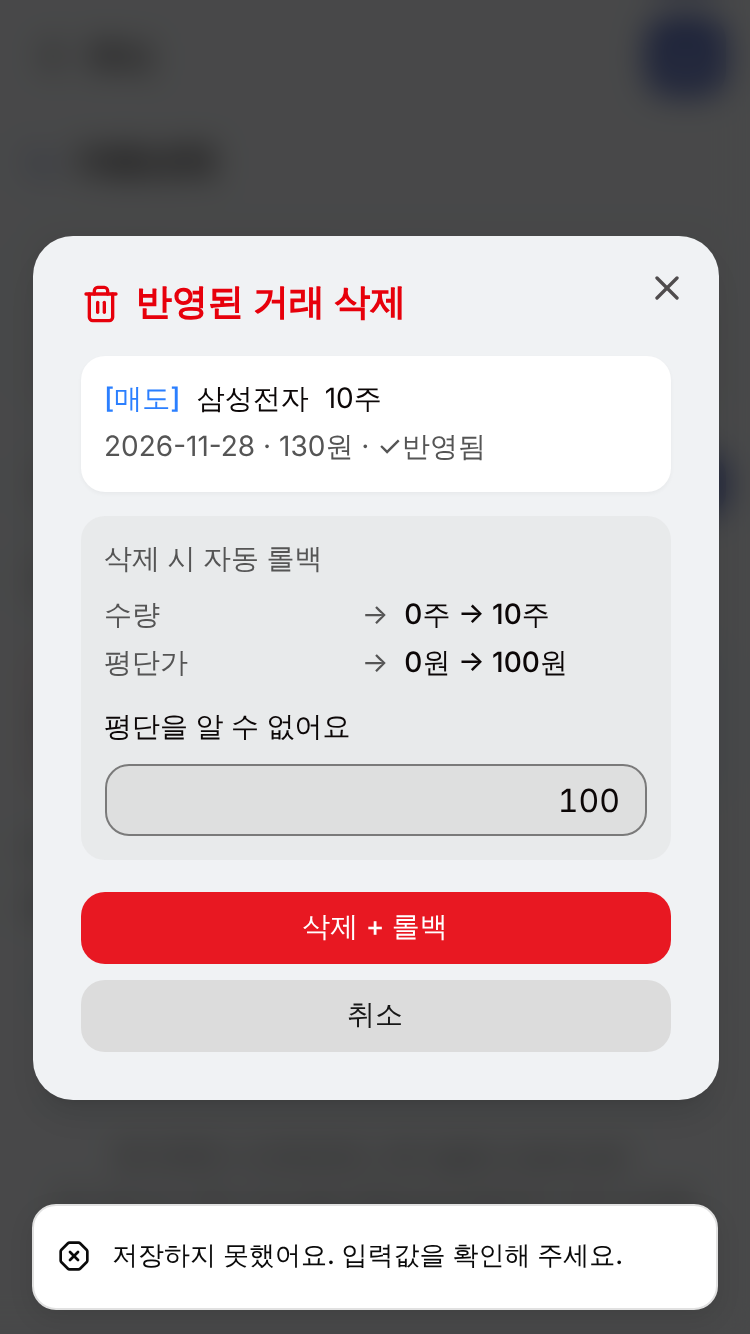 반영된 거래 삭제
[매도] 삼성전자 10주
2026-11-28 · 130원 · ✓반영됨
삭제 시 자동 롤백
수량 → 0주 → 10주
평단가 → 0원 → 100원
평단을 알 수 없어요
100
삭제 + 롤백
취소
저장하지 못했어요. 입력값을 확인해 주세요.